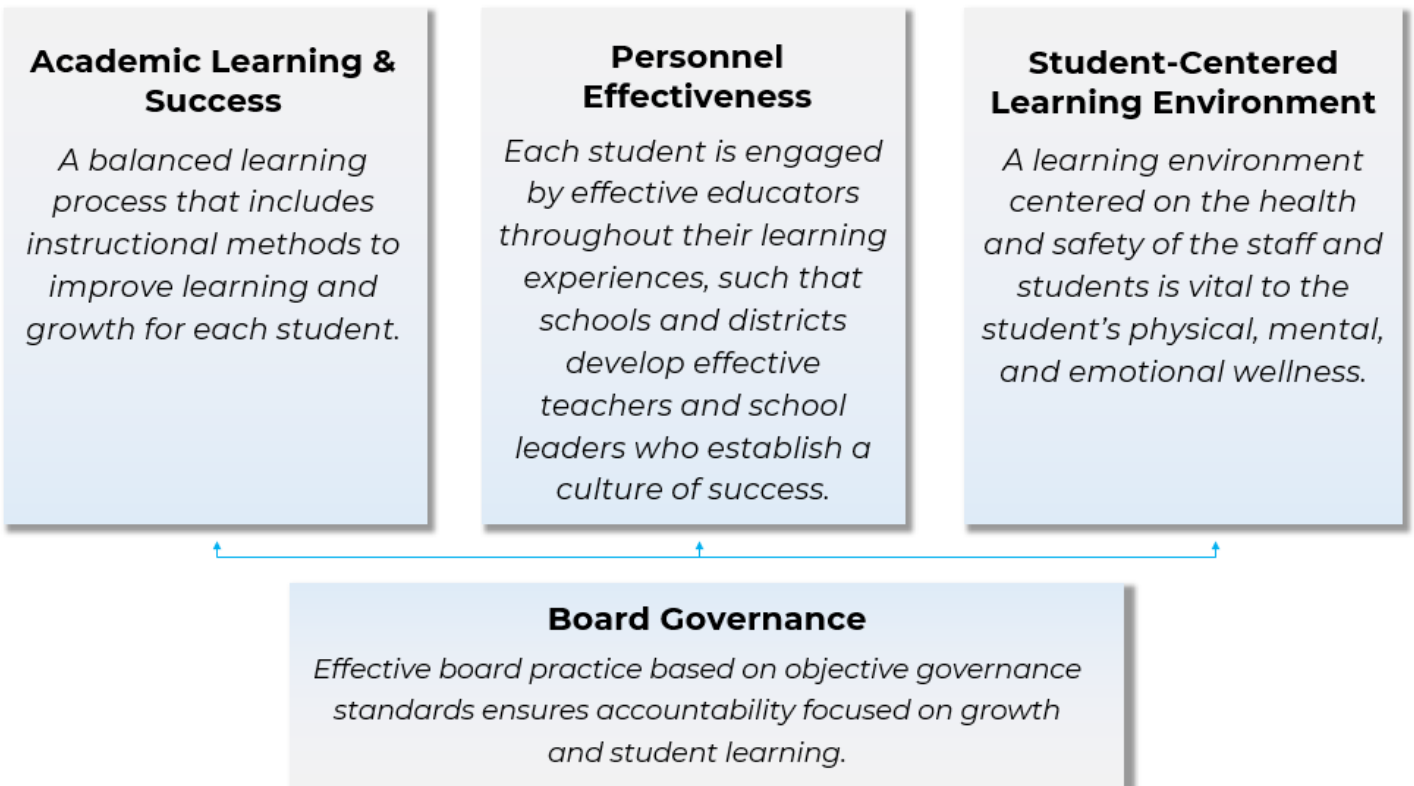 Academic Learning &
Success
A balanced learning
process that includes
instructional methods to
improve learning and
growth for each student.
Personnel
Effectiveness
Each student is engaged
by effective educators
throughout their learning
experiences, such that
schools and districts
develop effective
teachers and school
leaders who establish a
culture of success.
Student-Centered
Learning Environment
A learning environment
centered on the health
and safety of the staff and
students is vital to the
student’s physical, mental,
and emotional wellness.
Board Governance
Effective board practice based on objective governance
standards ensures accountability focused on growth
and student learning.